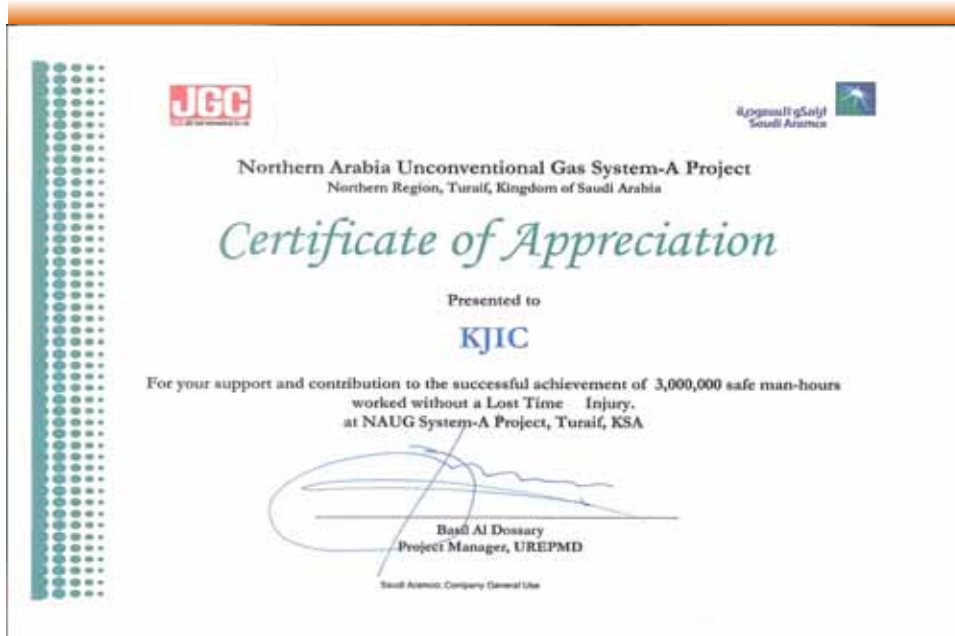 JGC
أرامكو السعودية
Saudi Aramco
Northern Arabia Unconventional Gas System-A Project
Northern Region, Turaif, Kingdom of Saudi Arabia
Certificate of Appreciation
Presented to
KJIC
For your support and contribution to the successful achievement of 3,000,000 safe man-hours
worked without a Lost Time Injury.
at NAUG System-A Project, Turaif, KSA
Basil Al Dossary
Project Manager, UREPMD
Saudi Aramco: Company General Use